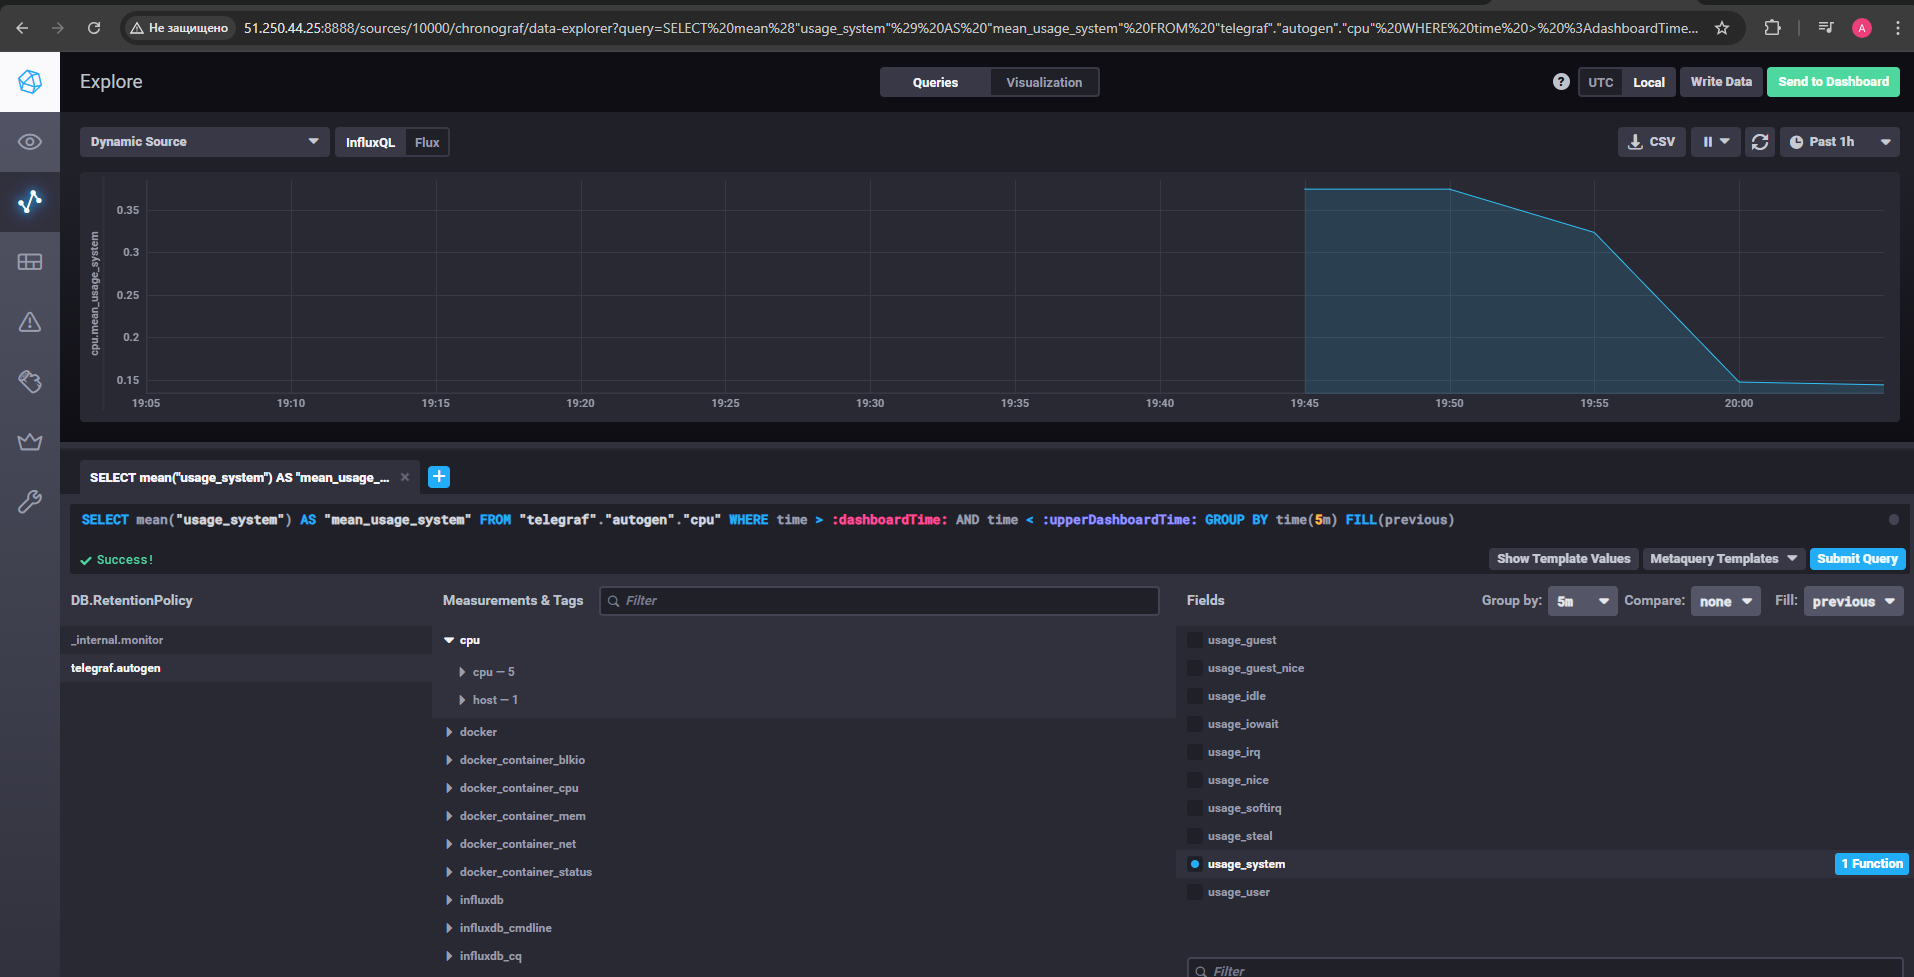 Не защищено
51.250.44.25:8888/sources/10000/chronograf/data-explorer?query=SELECT%20mean%28"usage_system"%29%20AS%20"mean_usage_system"%20FROM%20"telegraf"."autogen"."cpu"%20WHERE%20time%20>%20%3AdashboardTime...
A
Explore
Queries
Visualization
?
UTC
Local
Write Data
Send to Dashboard
Dynamic Source
InfluxQL
Flux
CSV
Past 1h
cpu.mean_usage_system
0.35
0.3
0.25
0.2
0.15
19:05
19:10
19:15
19:20
19:25
19:30
19:35
19:40
19:45
19:50
19:55
20:00
SELECT mean("usage_system") AS "mean_usage_...
SELECT mean("usage_system") AS "mean_usage_system" FROM "telegraf"."autogen"."cpu" WHERE time > :dashboardTime: AND time < :upperDashboardTime: GROUP BY time(5m) FILL(previous)
Success!
Show Template Values
Metaquery Templates
Submit Query
DB.RetentionPolicy
_internal.monitor
telegraf.autogen
Measurements & Tags
Filter
cpu
cpu — 5
host — 1
docker
docker_container_blkio
docker_container_cpu
docker_container_mem
docker_container_net
docker_container_status
influxdb
influxdb_cmdline
influxdb_cq
Fields
Group by:
5m
Compare:
none
Fill:
previous
usage_guest
usage_guest_nice
usage_idle
usage_iowait
usage_irq
usage_nice
usage_softirq
usage_steal
usage_system
1 Function
usage_user
Filter